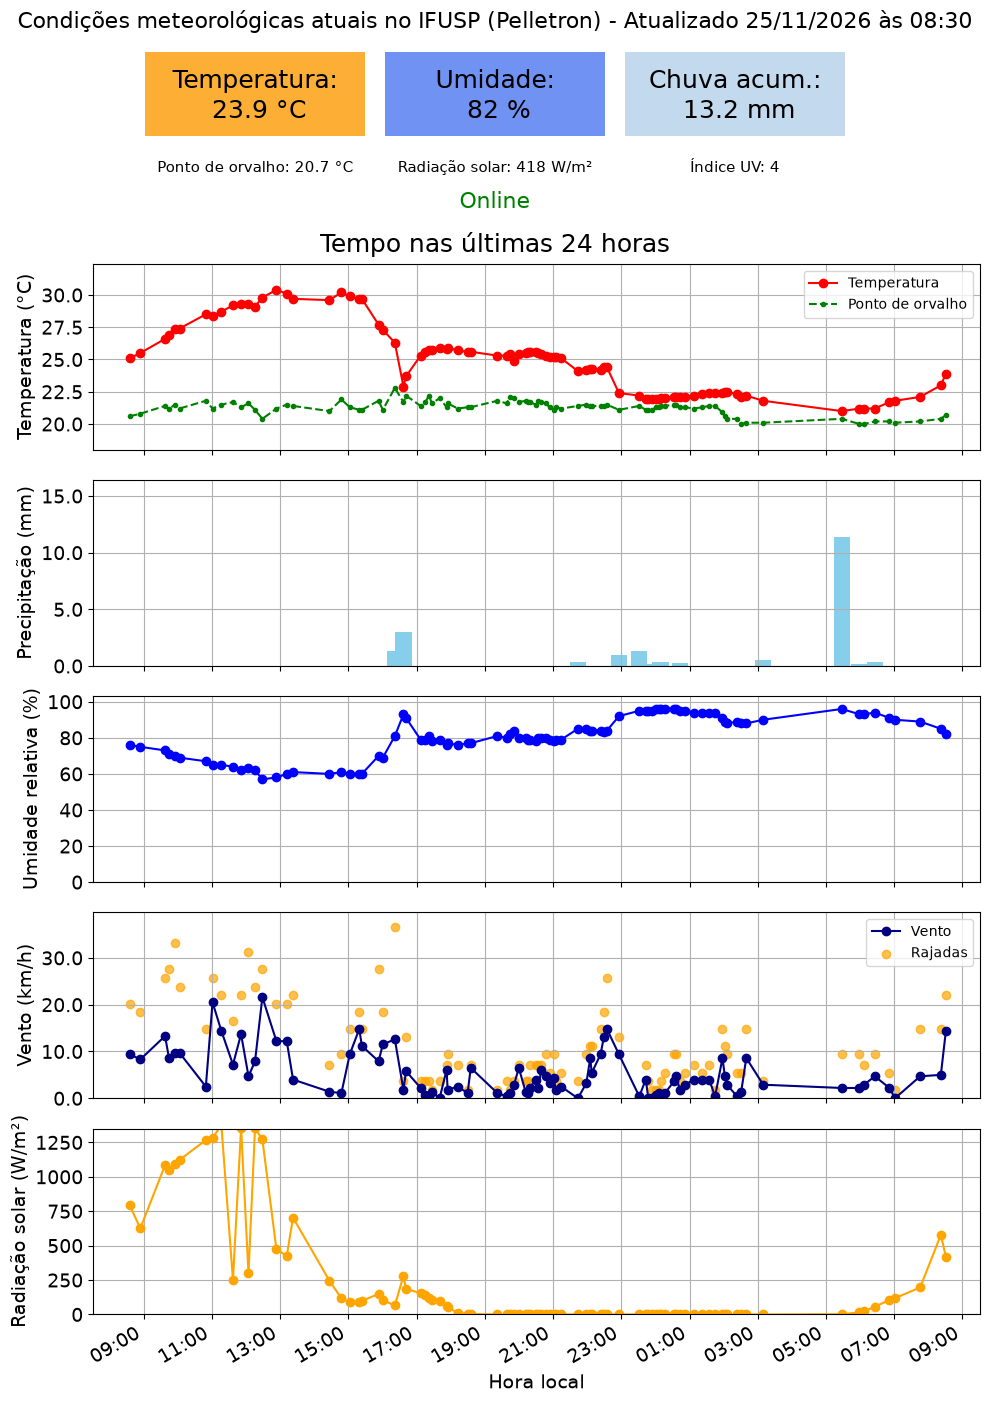 Condições meteorológicas atuais no IFUSP (Pelletron) - Atualizado 25/11/2026 às 08:30
Temperatura:
23.9 °C
Umidade:
82 %
Chuva acum.:
13.2 mm
Ponto de orvalho: 20.7 °C
Radiação solar: 418 W/m²
Índice UV: 4
Online
Tempo nas últimas 24 horas
Temperatura (°C)
30.0
27.5
25.0
22.5
20.0
Temperatura
Ponto de orvalho
Precipitação (mm)
15.0
10.0
5.0
0.0
Umidade relativa (%)
100
80
60
40
20
0
Vento (km/h)
30.0
20.0
10.0
0.0
Vento
Rajadas
Radiação solar (W/m²)
1250
1000
750
500
250
0
09:00
11:00
13:00
15:00
17:00
19:00
21:00
23:00
01:00
03:00
05:00
07:00
09:00
Hora local